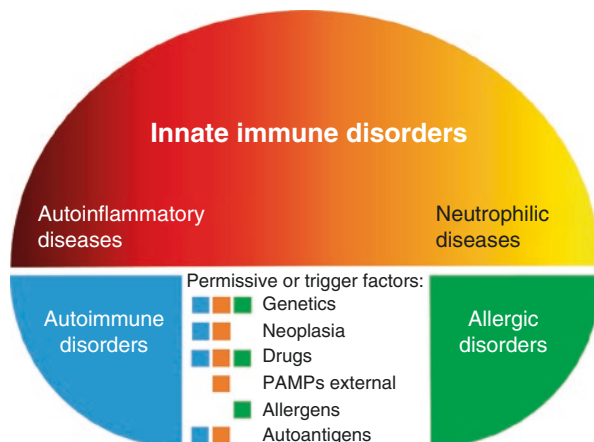 Innate immune disorders
Autoinflammatory
diseases
Neutrophilic
diseases
Autoimmune
disorders
Permissive or trigger factors:
Genetics
Neoplasia
Drugs
PAMPs external
Allergens
Autoantigens
Allergic
disorders